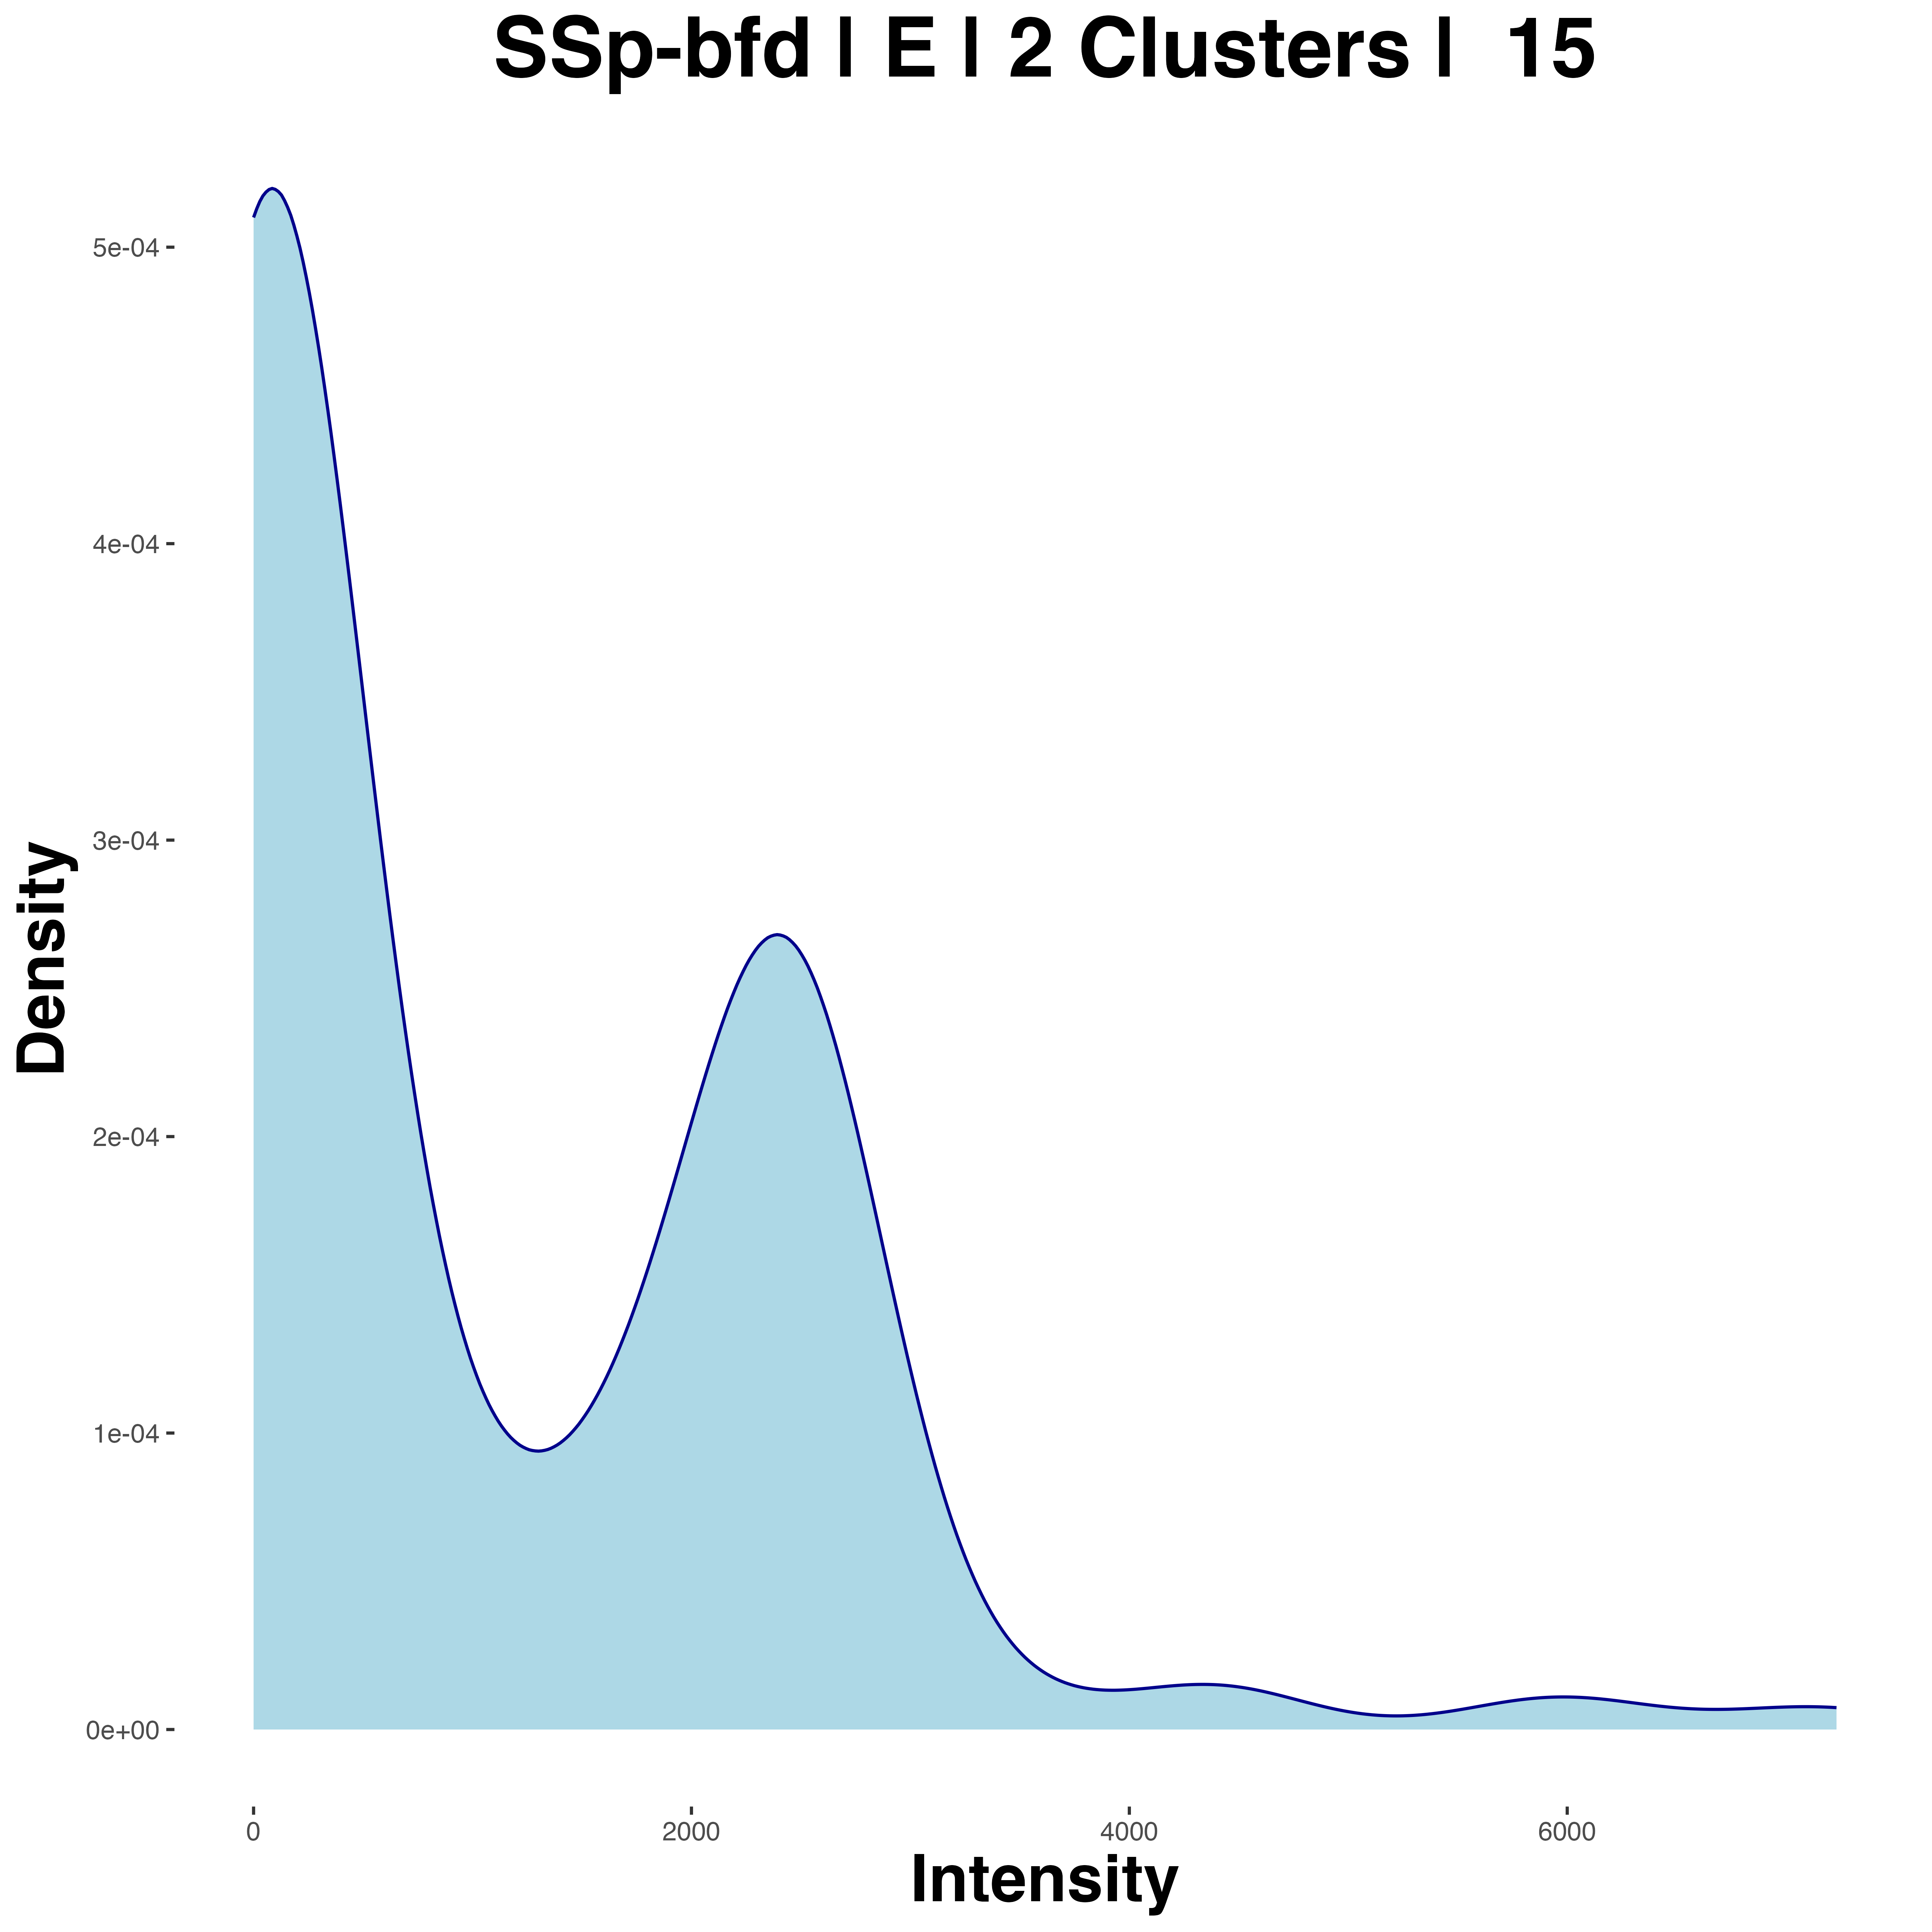 SSp-bfd | E | 2 Clusters |  15
Density
5e-04
4e-04
3e-04
2e-04
1e-04
0e+00
0 2000 4000 6000
Intensity